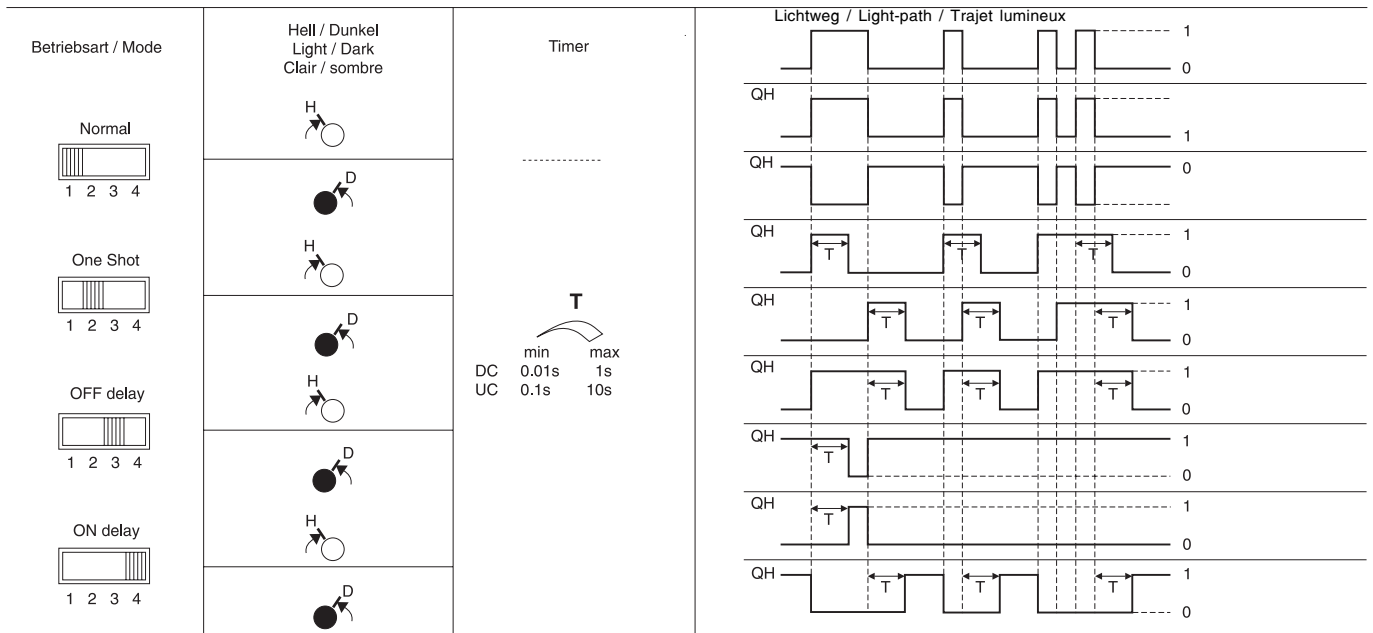 Betriebsart / Mode
Hell / Dunkel
Light / Dark
Clair / sombre
Timer
Lichtweg / Light-path / Trajet lumineux
1
0
Normal
1 2 3 4
One Shot
1 2 3 4
OFF delay
1 2 3 4
ON delay
1 2 3 4
H
D
H
D
H
D
H
D
T
min max
DC 0.01s 1s
UC 0.1s 10s
QH
1
QH
0
QH
T T T
1
0
QH
T T T
1
0
QH
T T T
1
0
QH
T
1
0
QH
T
1
0
QH
T T T
1
0